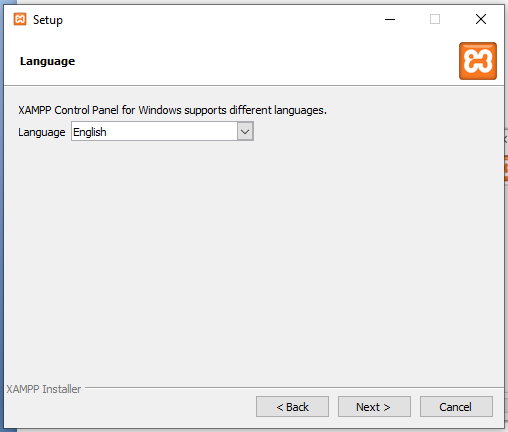 Setup
Language
XAMPP Control Panel for Windows supports different languages.
Language English
XAMPP Installer
< Back Next > Cancel